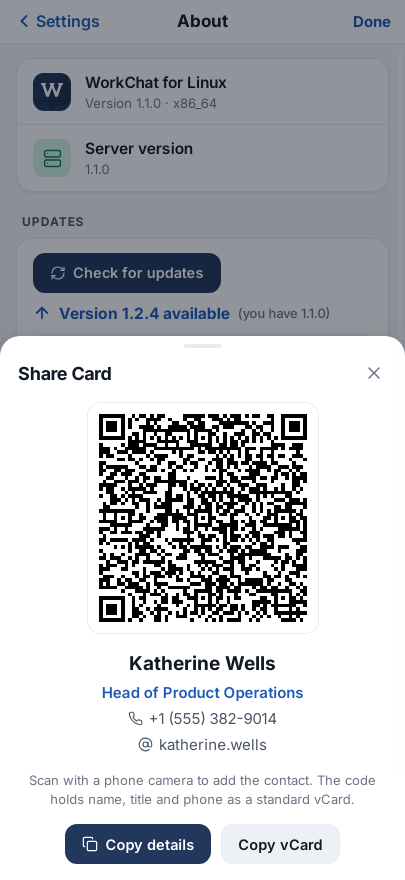 Settings
About
Done
W
WorkChat for Linux
Version 1.1.0 · x86_64
Server version
1.1.0
UPDATES
Check for updates
Version 1.2.4 available (you have 1.1.0)
Share Card
Katherine Wells
Head of Product Operations
+1 (555) 382-9014
katherine.wells
Scan with a phone camera to add the contact. The code
holds name, title and phone as a standard vCard.
Copy details
Copy vCard